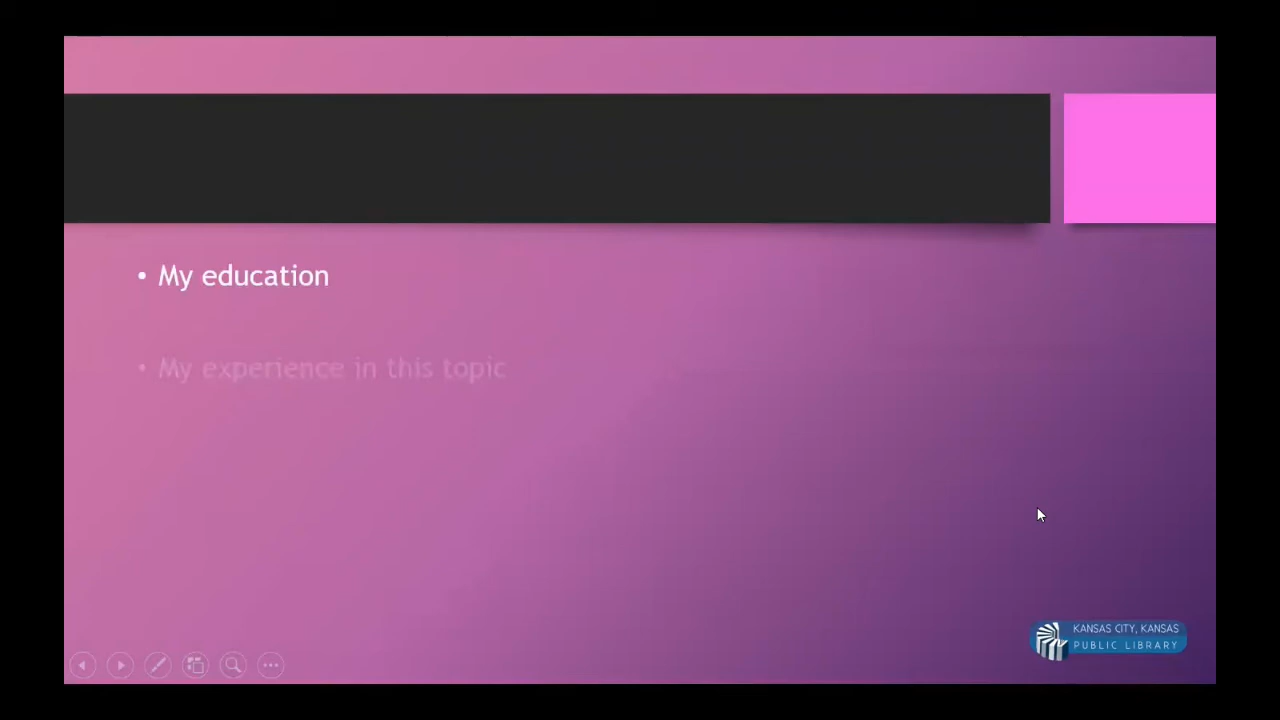 • My education
• My experience in this topic
KANSAS CITY, KANSAS
PUBLIC LIBRARY